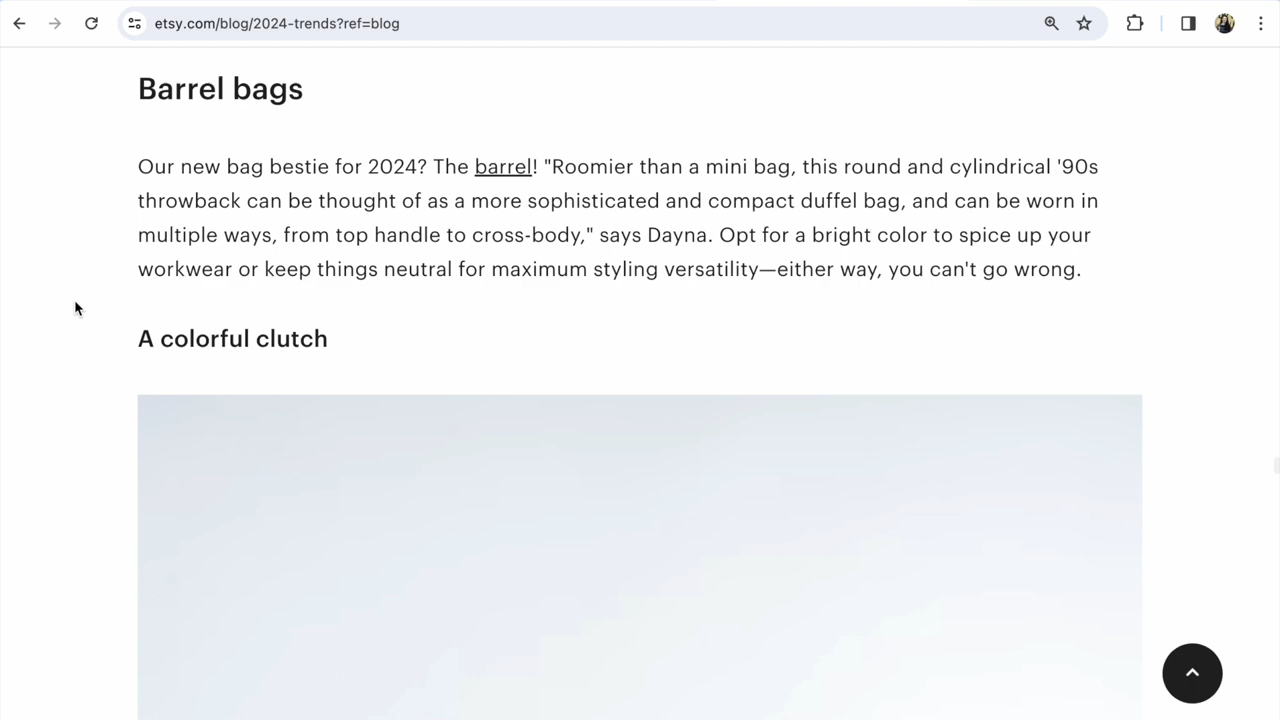 etsy.com/blog/2024-trends?ref=blog
Barrel bags
Our new bag bestie for 2024? The barrel! "Roomier than a mini bag, this round and cylindrical '90s
throwback can be thought of as a more sophisticated and compact duffel bag, and can be worn in
multiple ways, from top handle to cross-body," says Dayna. Opt for a bright color to spice up your
workwear or keep things neutral for maximum styling versatility—either way, you can't go wrong.
A colorful clutch